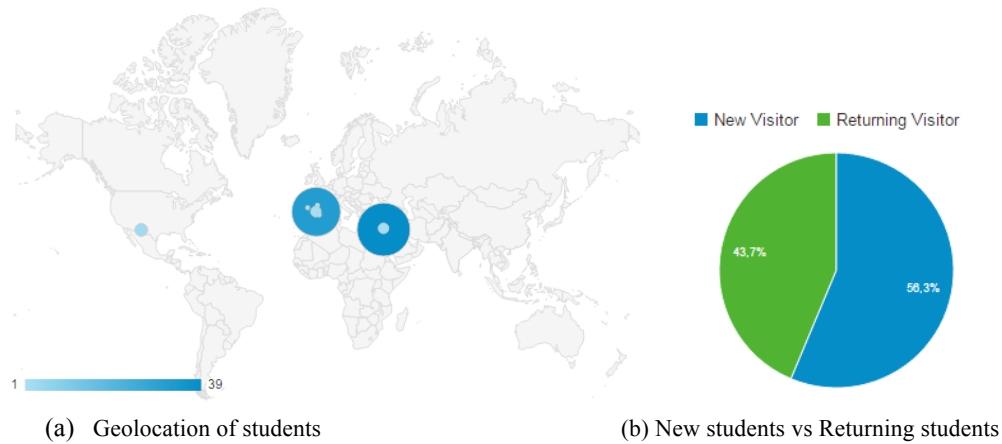 New Visitor Returning Visitor
43,7%
56,3%
1 39
(a) Geolocation of students
(b) New students vs Returning students